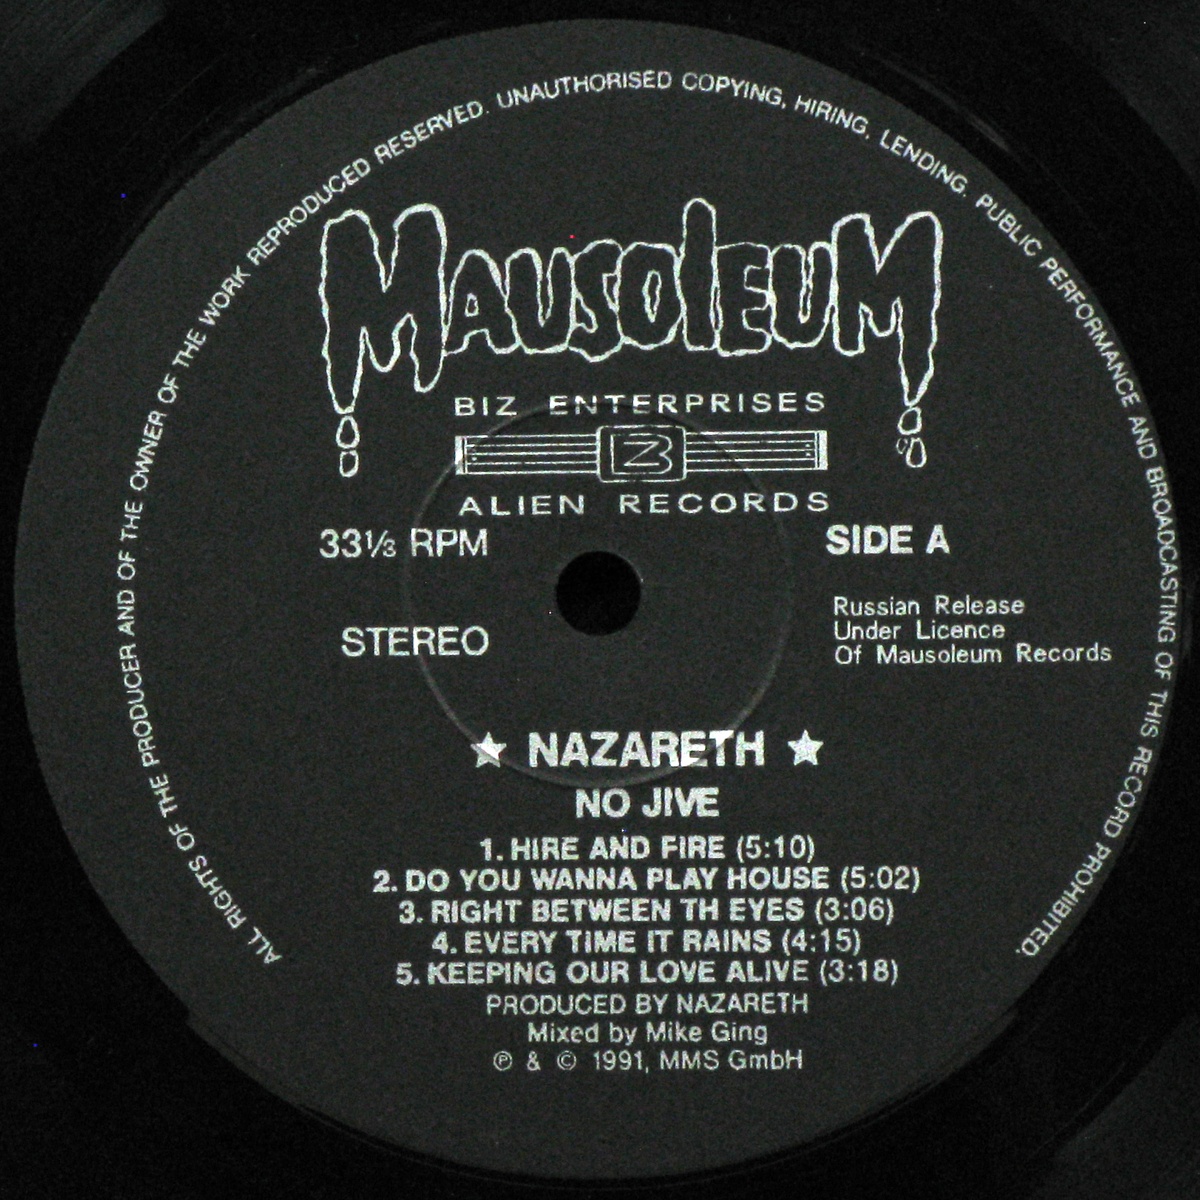 ALL RIGHTS OF THE PRODUCER AND OF THE OWNER OF THE WORK REPRODUCED RESERVED. UNAUTHORISED COPYING, HIRING, LENDING. PUBLIC PERFORMANCE AND BROADCASTING OF THIS RECORD PROHIBITED.
MAUSOLEUM
BIZ ENTERPRISES
B
ALIEN RECORDS
33⅓ RPM
SIDE A
STEREO
Russian Release
Under Licence
Of Mausoleum Records
★ NAZARETH ★
NO JIVE
1. HIRE AND FIRE (5:10)
2. DO YOU WANNA PLAY HOUSE (5:02)
3. RIGHT BETWEEN TH EYES (3:06)
4. EVERY TIME IT RAINS (4:15)
5. KEEPING OUR LOVE ALIVE (3:18)
PRODUCED BY NAZARETH
Mixed by Mike Ging
℗ & © 1991, MMS GmbH